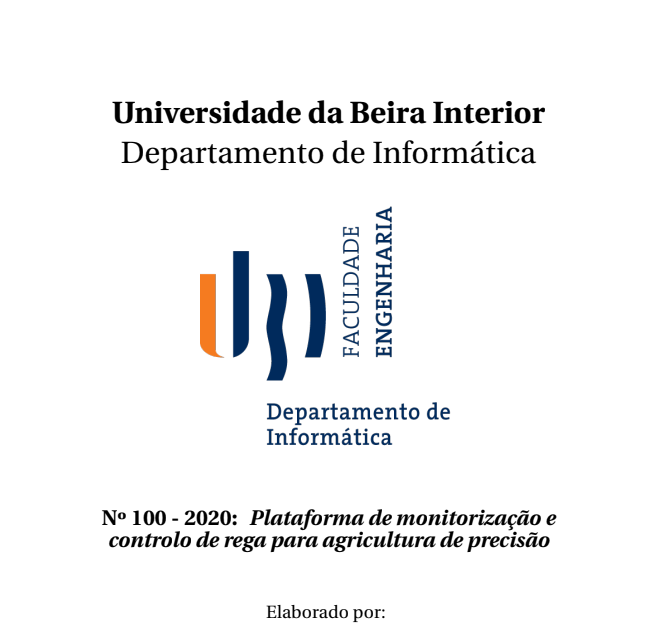 Universidade da Beira Interior
Departamento de Informática
FACULDADE
ENGENHARIA
Departamento de
Informática
Nº 100 - 2020: Plataforma de monitorização e
controlo de rega para agricultura de precisão
Elaborado por: